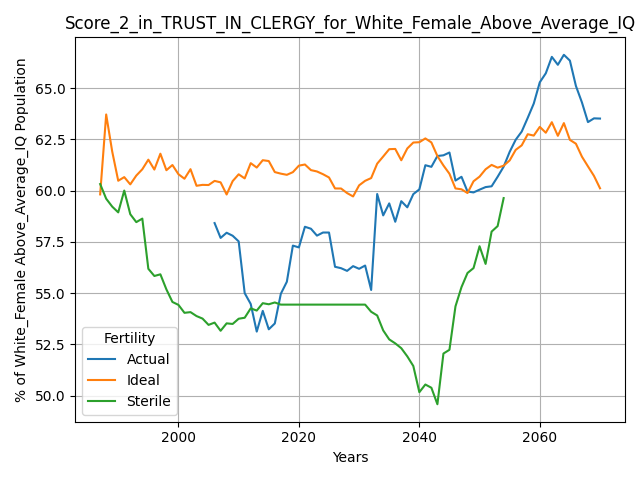 Score_2_in_TRUST_IN_CLERGY_for_White_Female_Above_Average_IQ
% of White_Female Above_Average_IQ Population
65.0
62.5
60.0
57.5
55.0
52.5
50.0
Fertility
Actual
Ideal
Sterile
2000
2020
2040
2060
Years